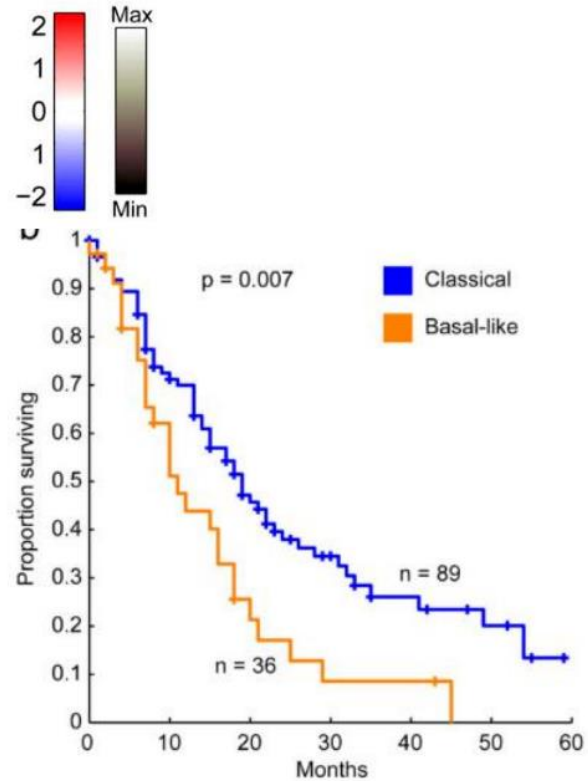 2
1
0
1
−2
Max
Min
b
1
p = 0.007
Classical
Basal-like
0.9
0.8
0.7
0.6
0.5
0.4
0.3
0.2
0.1
0
Proportion surviving
n = 89
n = 36
0 10 20 30 40 50 60
Months